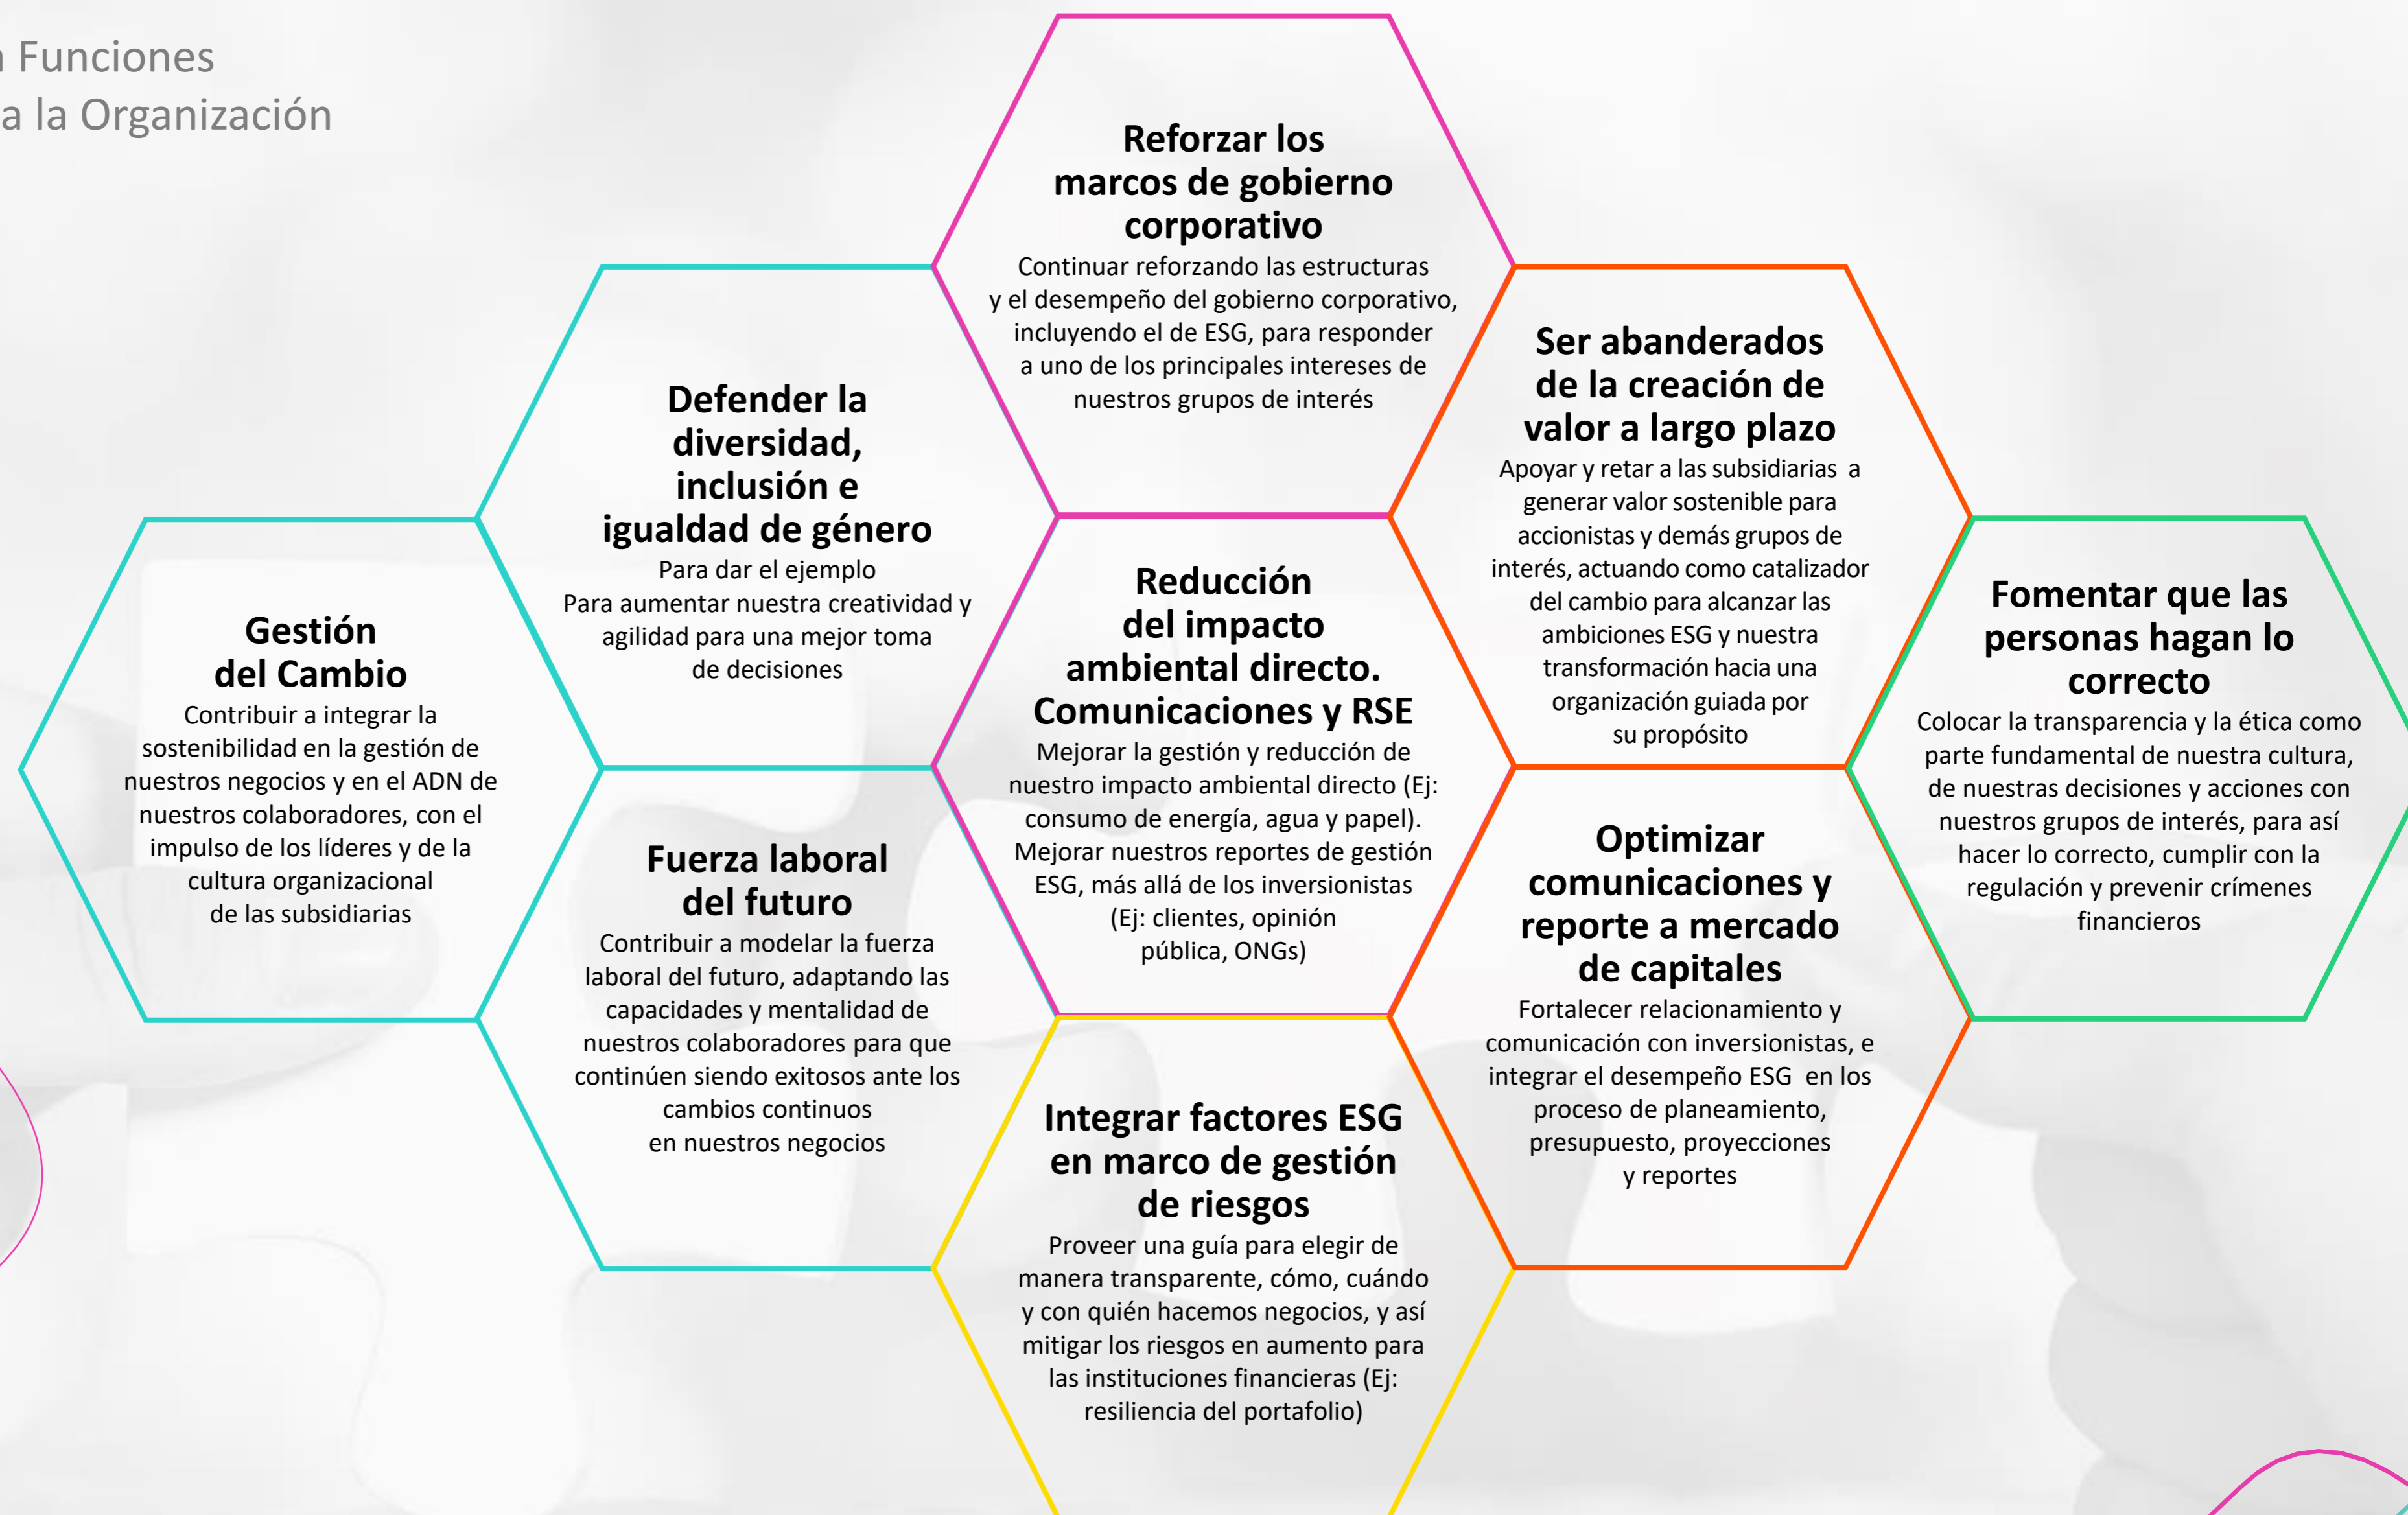 Funciones
a la Organización
Reforzar los
marcos de gobierno
corporativo
Continuar reforzando las estructuras
y el desempeño del gobierno corporativo,
incluyendo el de ESG, para responder
a uno de los principales intereses de
nuestros grupos de interés
Defender la
diversidad,
inclusión e
igualdad de género
Para dar el ejemplo
Para aumentar nuestra creatividad y
agilidad para una mejor toma
de decisiones
Ser abanderados
de la creación de
valor a largo plazo
Apoyar y retar a las subsidiarias a
generar valor sostenible para
accionistas y demás grupos de
interés, actuando como catalizador
del cambio para alcanzar las
ambiciones ESG y nuestra
transformación hacia una
organización guiada por
su propósito
Gestión
del Cambio
Contribuir a integrar la
sostenibilidad en la gestión de
nuestros negocios y en el ADN de
nuestros colaboradores, con el
impulso de los líderes y de la
cultura organizacional
de las subsidiarias
Reducción
del impacto
ambiental directo.
Comunicaciones y RSE
Mejorar la gestión y reducción de
nuestro impacto ambiental directo (Ej:
consumo de energía, agua y papel).
Mejorar nuestros reportes de gestión
ESG, más allá de los inversionistas
(Ej: clientes, opinión
pública, ONGs)
Fomentar que las
personas hagan lo
correcto
Colocar la transparencia y la ética como
parte fundamental de nuestra cultura,
de nuestras decisiones y acciones con
nuestros grupos de interés, para así
hacer lo correcto, cumplir con la
regulación y prevenir crímenes
financieros
Fuerza laboral
del futuro
Contribuir a modelar la fuerza
laboral del futuro, adaptando las
capacidades y mentalidad de
nuestros colaboradores para que
continúen siendo exitosos ante los
cambios continuos
en nuestros negocios
Optimizar
comunicaciones y
reporte a mercado
de capitales
Fortalecer relacionamiento y
comunicación con inversionistas, e
integrar el desempeño ESG en los
proceso de planeamiento,
presupuesto, proyecciones
y reportes
Integrar factores ESG
en marco de gestión
de riesgos
Proveer una guía para elegir de
manera transparente, cómo, cuándo
y con quién hacemos negocios, y así
mitigar los riesgos en aumento para
las instituciones financieras (Ej:
resiliencia del portafolio)